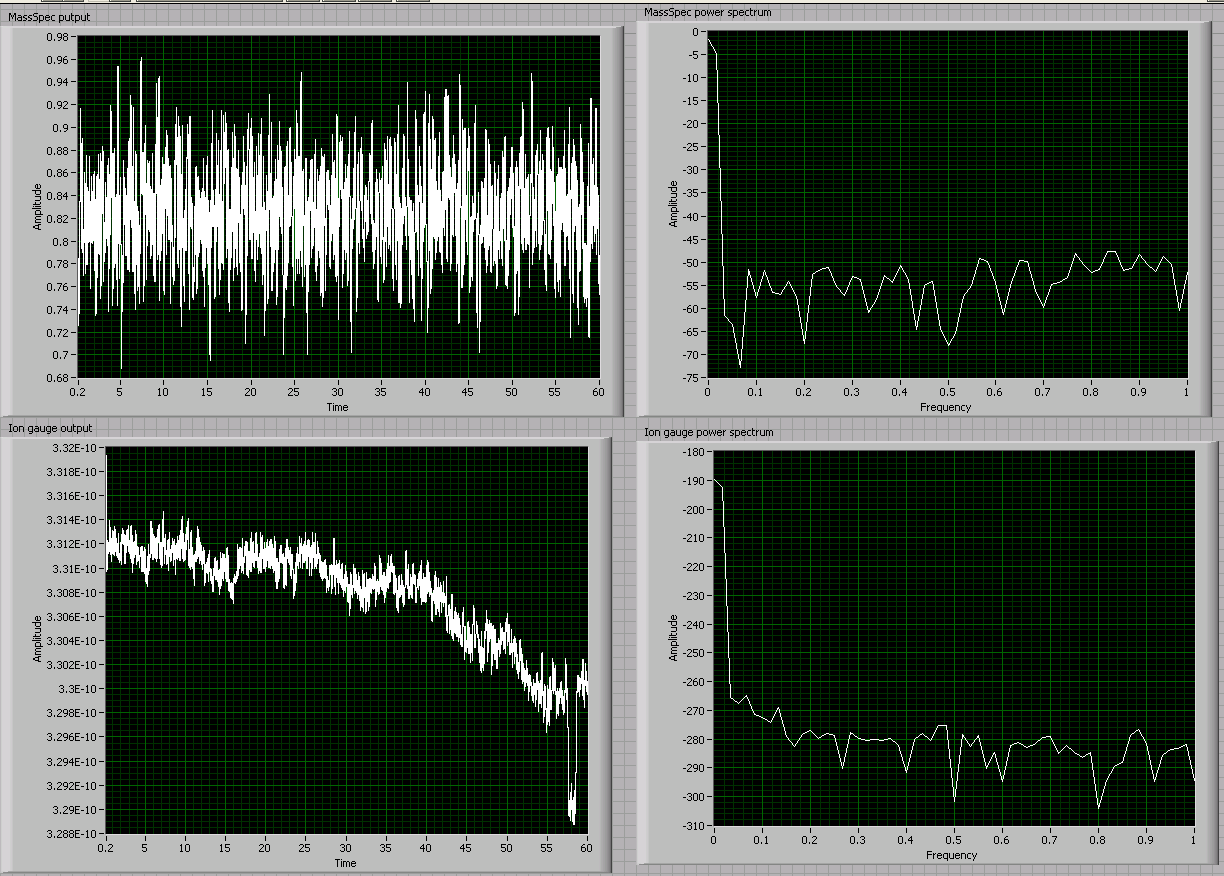 MassSpec putput
0.98
0.96
0.94
0.92
0.9
0.88
0.86
0.84
0.82
0.8
0.78
0.76
0.74
0.72
0.7
0.68
Amplitude
0.2 5 10 15 20 25 30 35 40 45 50 55 60
Time
MassSpec power spectrum
0
-5
-10
-15
-20
-25
-30
-35
-40
-45
-50
-55
-60
-65
-70
-75
Amplitude
0 0.1 0.2 0.3 0.4 0.5 0.6 0.7 0.8 0.9 1
Frequency
Ion gauge output
3.32E-10
3.318E-10
3.316E-10
3.314E-10
3.312E-10
3.31E-10
3.308E-10
3.306E-10
3.304E-10
3.302E-10
3.3E-10
3.298E-10
3.296E-10
3.294E-10
3.292E-10
3.29E-10
3.288E-10
Amplitude
0.2 5 10 15 20 25 30 35 40 45 50 55 60
Time
Ion gauge power spectrum
-180
-190
-200
-210
-220
-230
-240
-250
-260
-270
-280
-290
-300
-310
Amplitude
0 0.1 0.2 0.3 0.4 0.5 0.6 0.7 0.8 0.9 1
Frequency